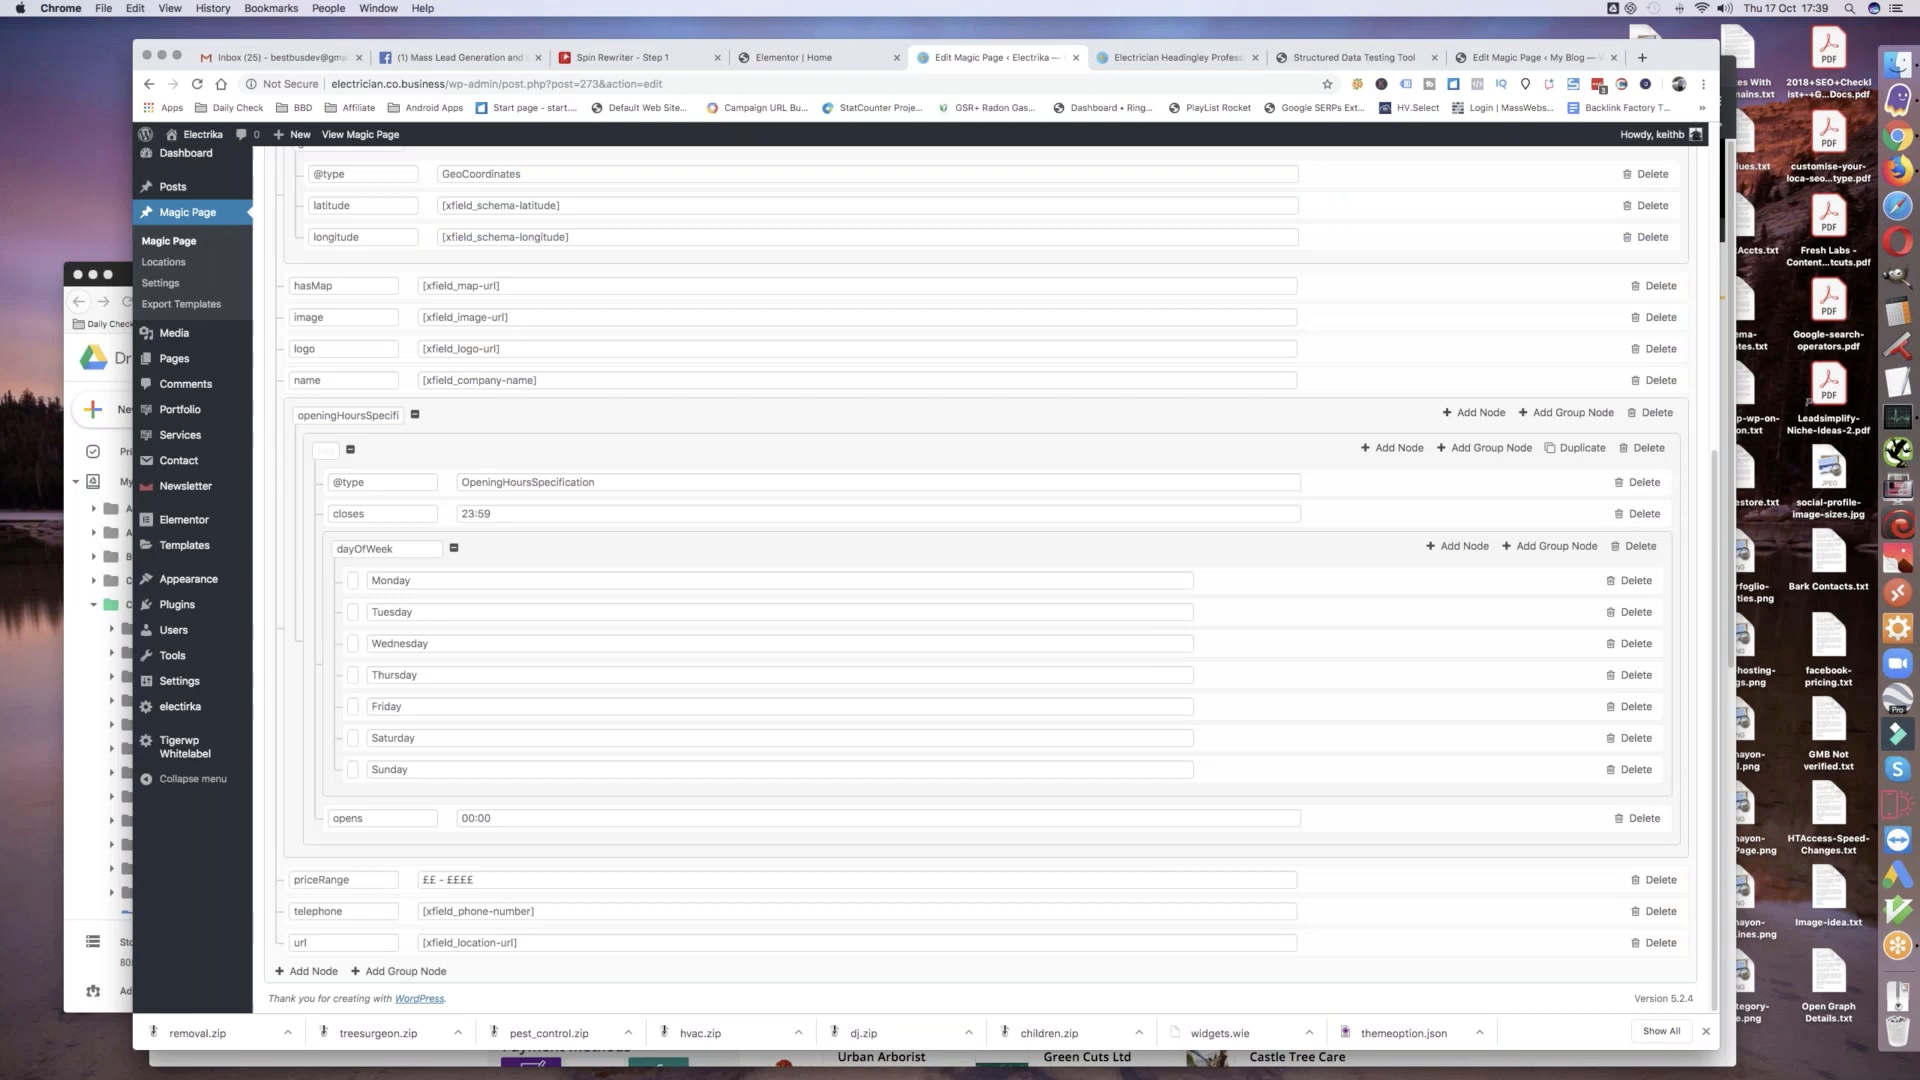 Chrome File Edit View History Bookmarks People Window Help Thu 17 Oct 17:39
Inbox (25) - bestbusdev@gma
(1) Mass Lead Generation and
Spin Rewriter - Step 1
Elementor | Home
Edit Magic Page ‹ Electrika —
Electrician Headingley Profess
Structured Data Testing Tool
Edit Magic Page ‹ My Blog —
Not Secure electrician.co.business/wp-admin/post.php?post=273&action=edit
Apps Daily Check BBD Affiliate Android Apps Start page - start.... Default Web Site... Campaign URL Bu... StatCounter Proje... GSR+ Radon Gas... Dashboard • Ring... PlayList Rocket Google SERPs Ext... HV.Select Login | MassWebs... Backlink Factory T... »
Electrika 0 New View Magic Page Howdy, keithb
Dashboard
Posts
Magic Page
Magic Page
Locations
Settings
Export Templates
Media
Pages
Comments
Portfolio
Services
Contact
Newsletter
Elementor
Templates
Appearance
Plugins
Users
Tools
Settings
electirka
Tigerwp
Whitelabel
Collapse menu
@type GeoCoordinates Delete
latitude [xfield_schema-latitude] Delete
longitude [xfield_schema-longitude] Delete
hasMap [xfield_map-url] Delete
image [xfield_image-url] Delete
logo [xfield_logo-url] Delete
name [xfield_company-name] Delete
openingHoursSpecifi Add Node Add Group Node Delete
Add Node Add Group Node Duplicate Delete
@type OpeningHoursSpecification Delete
closes 23:59 Delete
dayOfWeek Add Node Add Group Node Delete
Monday Delete
Tuesday Delete
Wednesday Delete
Thursday Delete
Friday Delete
Saturday Delete
Sunday Delete
opens 00:00 Delete
priceRange ££ - ££££ Delete
telephone [xfield_phone-number] Delete
url [xfield_location-url] Delete
Add Node Add Group Node
Thank you for creating with WordPress. Version 5.2.4
removal.zip treesurgeon.zip pest_control.zip hvac.zip dj.zip children.zip widgets.wie themeoption.json Show All
Urban Arborist Green Cuts Ltd Castle Tree Care
Daily Check
Dr
Ne
Pri
My
Sto
80
Ad
2018+SEO+Checkl
ist+-+G...Docs.pdf
customise-your-
loca-seo...type.pdf
Fresh Labs -
Content...tcuts.pdf
Google-search-
operators.pdf
Leadsimplify-
Niche-Ideas-2.pdf
social-profile-
image-sizes.jpg
Bark Contacts.txt
facebook-
pricing.txt
GMB Not
verified.txt
HTAccess-Speed-
Changes.txt
Image-idea.txt
Open Graph
Details.txt